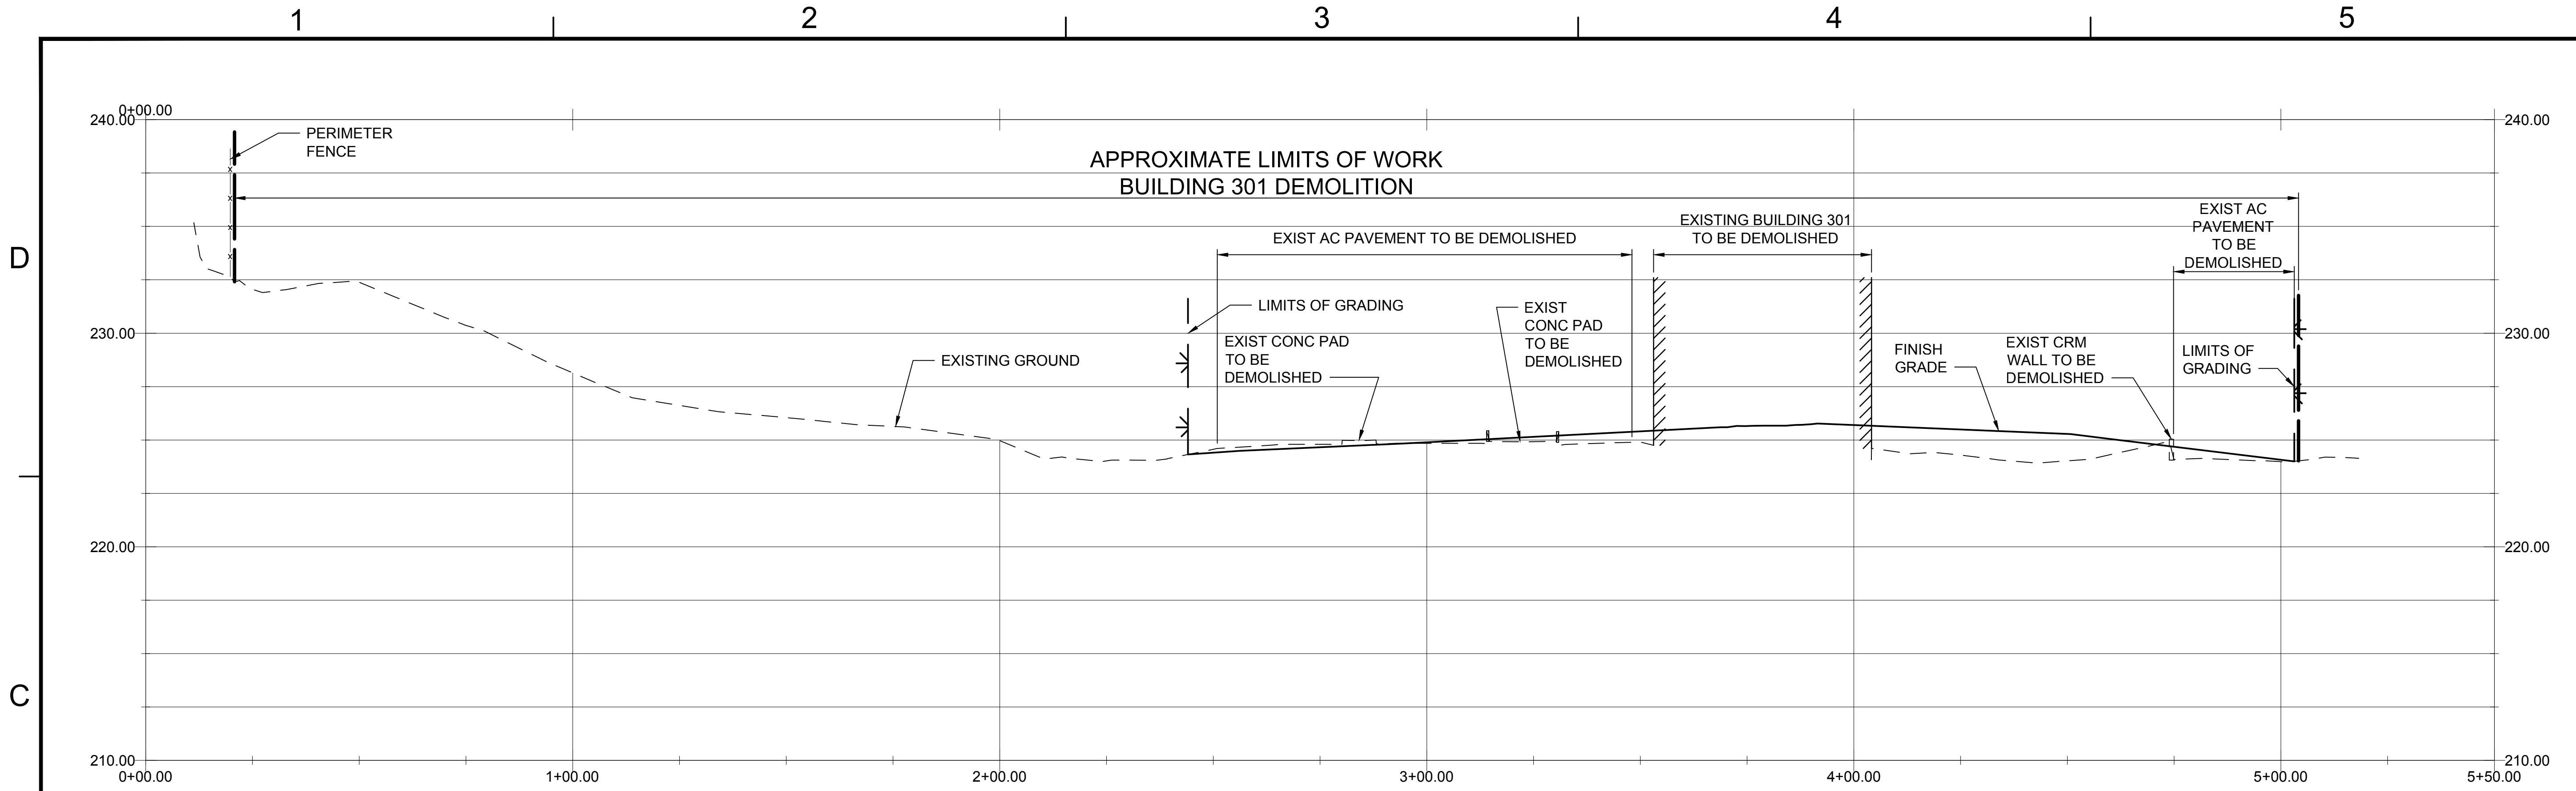 1
2
3
4
5
0+00.00
240.00
240.00
PERIMETER
FENCE
APPROXIMATE LIMITS OF WORK
BUILDING 301 DEMOLITION
D
EXIST AC PAVEMENT TO BE DEMOLISHED
EXISTING BUILDING 301
TO BE DEMOLISHED
EXIST AC
PAVEMENT
TO BE
DEMOLISHED
x
x
x
x
LIMITS OF GRADING
EXIST
CONC PAD
TO BE
DEMOLISHED
230.00
230.00
EXIST CONC PAD
TO BE
DEMOLISHED
EXISTING GROUND
FINISH
GRADE
EXIST CRM
WALL TO BE
DEMOLISHED
LIMITS OF
GRADING
220.00
220.00
C
210.00
210.00
0+00.00
1+00.00
2+00.00
3+00.00
4+00.00
5+00.00
5+50.00